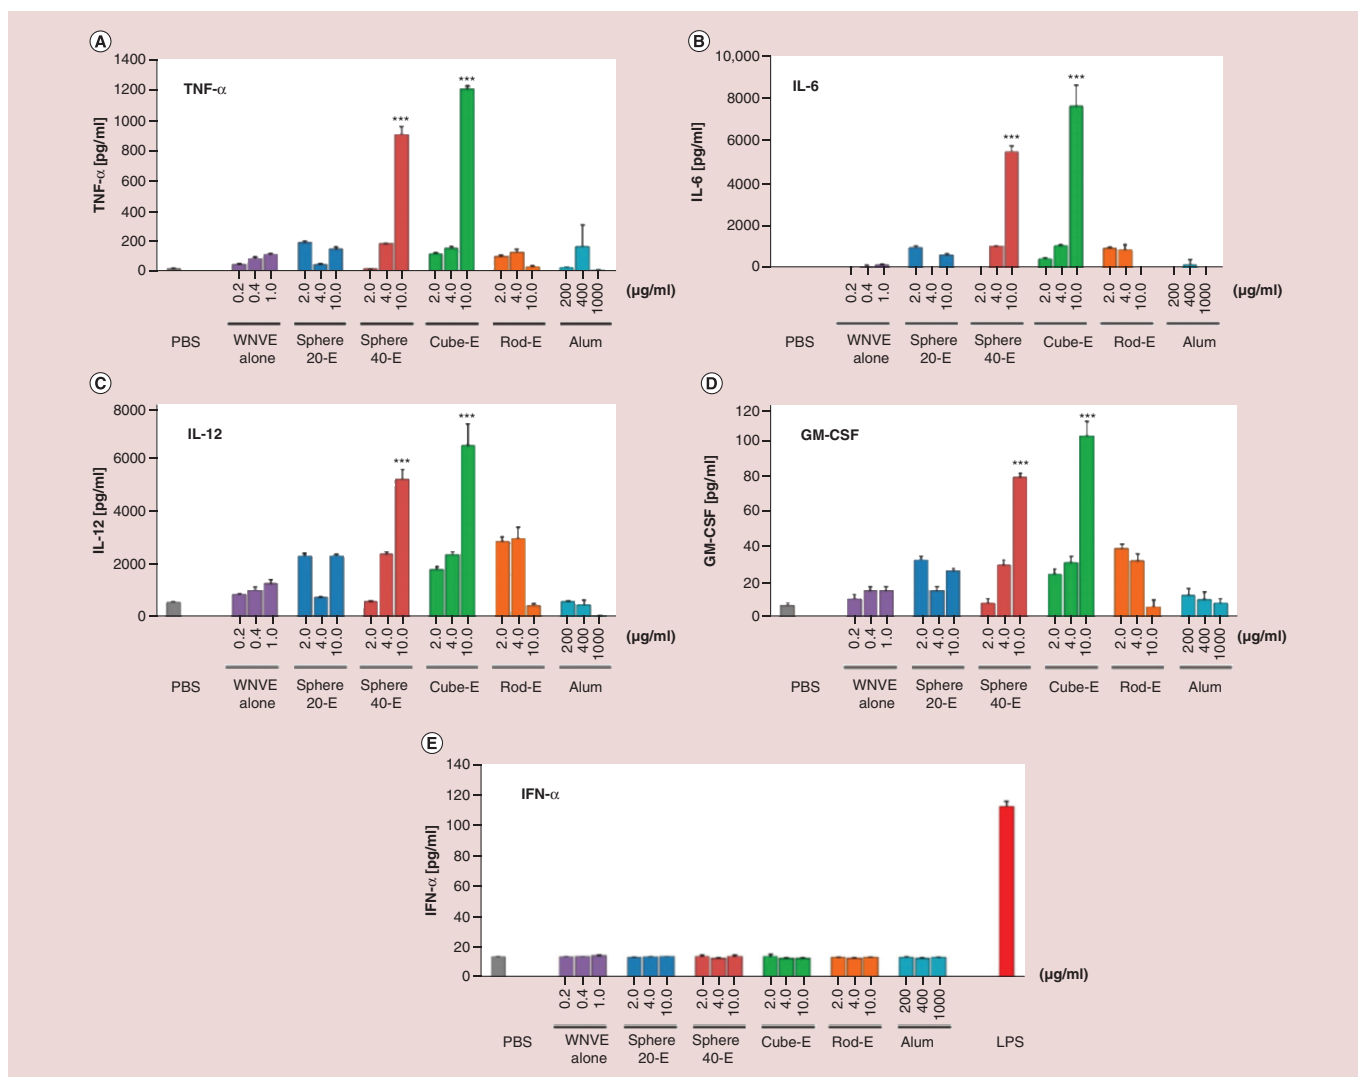 A
TNF-α
TNF-α [pg/ml]
1400
1200
1000
800
600
400
200
0
***
***
0.2 0.4 1.0 2.0 4.0 10.0 2.0 4.0 10.0 2.0 4.0 10.0 2.0 4.0 10.0 200 400 1000 (µg/ml)
PBS WNVE alone Sphere 20-E Sphere 40-E Cube-E Rod-E Alum
B
IL-6
IL-6 [pg/ml]
10,000
8000
6000
4000
2000
0
***
***
0.2 0.4 1.0 2.0 4.0 10.0 2.0 4.0 10.0 2.0 4.0 10.0 2.0 4.0 10.0 200 400 1000 (µg/ml)
PBS WNVE alone Sphere 20-E Sphere 40-E Cube-E Rod-E Alum
C
IL-12
IL-12 [pg/ml]
8000
6000
4000
2000
0
***
***
0.2 0.4 1.0 2.0 4.0 10.0 2.0 4.0 10.0 2.0 4.0 10.0 2.0 4.0 10.0 200 400 1000 (µg/ml)
PBS WNVE alone Sphere 20-E Sphere 40-E Cube-E Rod-E Alum
D
GM-CSF
GM-CSF [pg/ml]
120
100
80
60
40
20
0
***
***
0.2 0.4 1.0 2.0 4.0 10.0 2.0 4.0 10.0 2.0 4.0 10.0 2.0 4.0 10.0 200 400 1000 (µg/ml)
PBS WNVE alone Sphere 20-E Sphere 40-E Cube-E Rod-E Alum
E
IFN-α
IFN-α [pg/ml]
140
120
100
80
60
40
20
0
0.2 0.4 1.0 2.0 4.0 10.0 2.0 4.0 10.0 2.0 4.0 10.0 2.0 4.0 10.0 200 400 1000 (µg/ml)
PBS WNVE alone Sphere 20-E Sphere 40-E Cube-E Rod-E Alum LPS